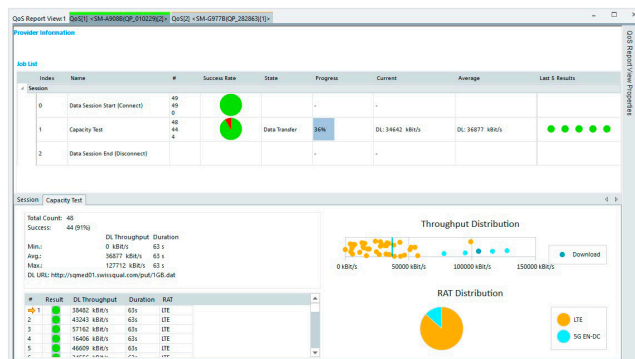 QoS Report View:1 QoS[1] <SM-A908B(QP_010229)[2]> QoS[2] <SM-G977B(QP_282863)[1]>
Provider Information
Job List
Index Name # Success Rate State Progress Current Average Last 5 Results
Session
0 Data Session Start (Connect) 49 49 0 - -
1 Capacity Test 48 44 4 Data Transfer 36% DL: 34642 kBit/s DL: 36877 kBit/s
2 Data Session End (Disconnect) - -
QoS Report View Properties
Session Capacity Test
Total Count: 48
Success: 44 (91%)
DL Throughput Duration
Min.: 0 kBit/s 63 s
Avg.: 36877 kBit/s 63 s
Max.: 127712 kBit/s 63 s
DL URL: http://sqmed01.swissqual.com/put/1GB.dat
# Result DL Throughput Duration RAT
1 38482 kBit/s 63s LTE
2 43243 kBit/s 63s LTE
3 57162 kBit/s 63s LTE
4 16406 kBit/s 63s LTE
5 46609 kBit/s 63s LTE
Throughput Distribution
0 kBit/s 50000 kBit/s 100000 kBit/s 150000 kBit/s
Download
RAT Distribution
LTE
5G EN-DC